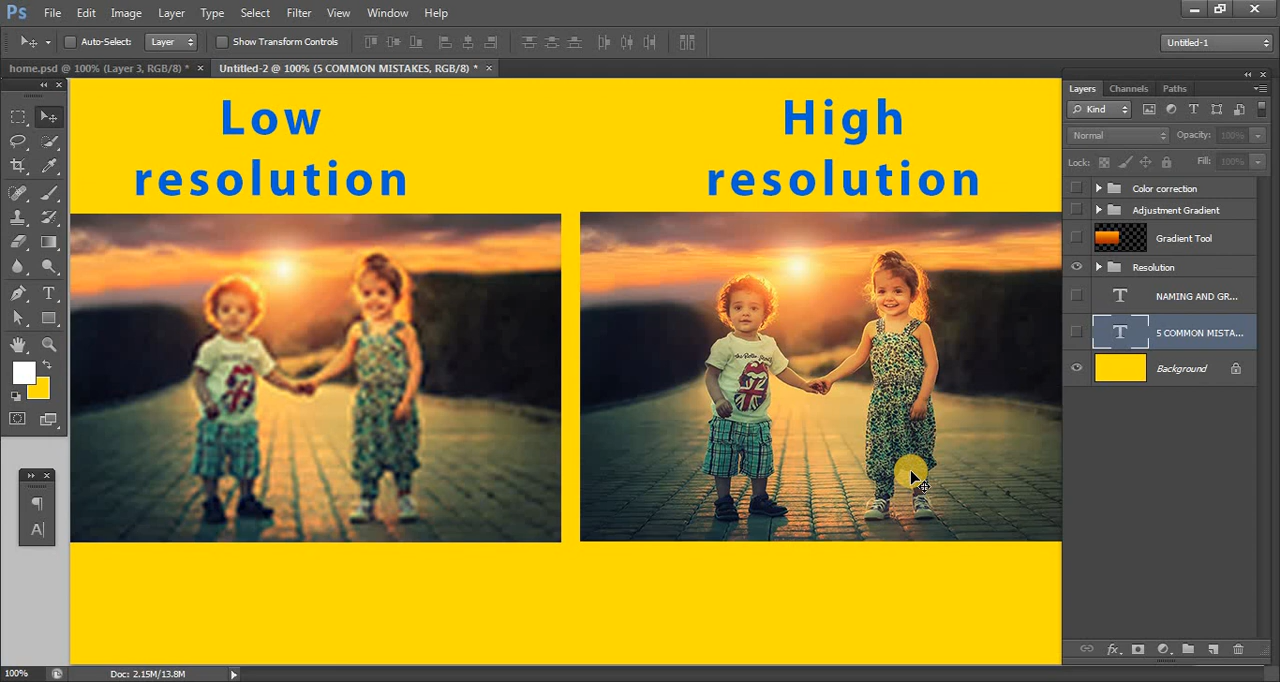 Ps File Edit Image Layer Type Select Filter View Window Help
Auto-Select: Layer Show Transform Controls Untitled-1
home.psd @ 100% (Layer 3, RGB/8) * × Untitled-2 @ 100% (5 COMMON MISTAKES, RGB/8) * ×
Low
resolution
High
resolution
Layers Channels Paths
Kind
Normal Opacity: 100%
Lock: Fill: 100%
Color correction
Adjustment Gradient
Gradient Tool
Resolution
T NAMING AND GR...
T 5 COMMON MISTA...
Background
A
100% Doc: 2.15M/13.8M